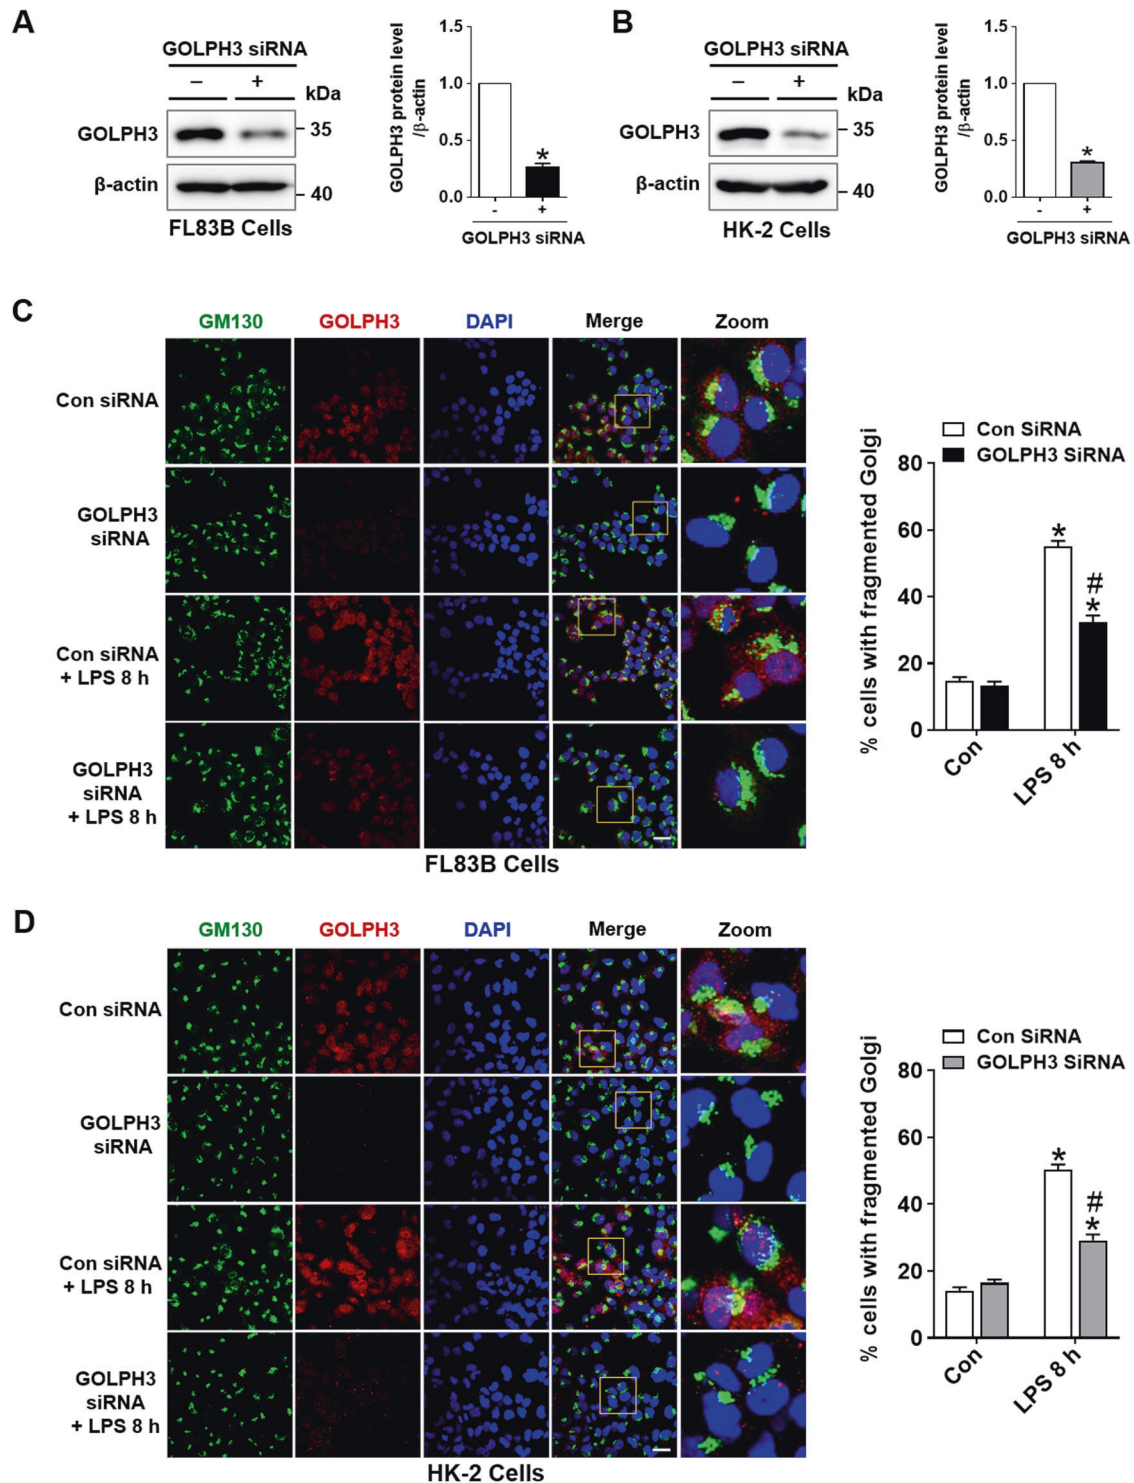 A
GOLPH3 siRNA
– +
kDa
GOLPH3
35
β-actin
40
FL83B Cells
GOLPH3 protein level
/β-actin
1.5
1.0
0.5
0.0
*
- +
GOLPH3 siRNA
B
GOLPH3 siRNA
– +
kDa
GOLPH3
35
β-actin
40
HK-2 Cells
GOLPH3 protein level
/β-actin
1.5
1.0
0.5
0.0
*
- +
GOLPH3 siRNA
C
GM130 GOLPH3 DAPI Merge Zoom
Con siRNA
GOLPH3
siRNA
Con siRNA
+ LPS 8 h
GOLPH3
siRNA
+ LPS 8 h
FL83B Cells
% cells with fragmented Golgi
Con SiRNA
GOLPH3 SiRNA
80
60
40
20
0
*
#
*
Con
LPS 8 h
D
GM130 GOLPH3 DAPI Merge Zoom
Con siRNA
GOLPH3
siRNA
Con siRNA
+ LPS 8 h
GOLPH3
siRNA
+ LPS 8 h
HK-2 Cells
% cells with fragmented Golgi
Con SiRNA
GOLPH3 SiRNA
80
60
40
20
0
*
#
*
Con
LPS 8 h